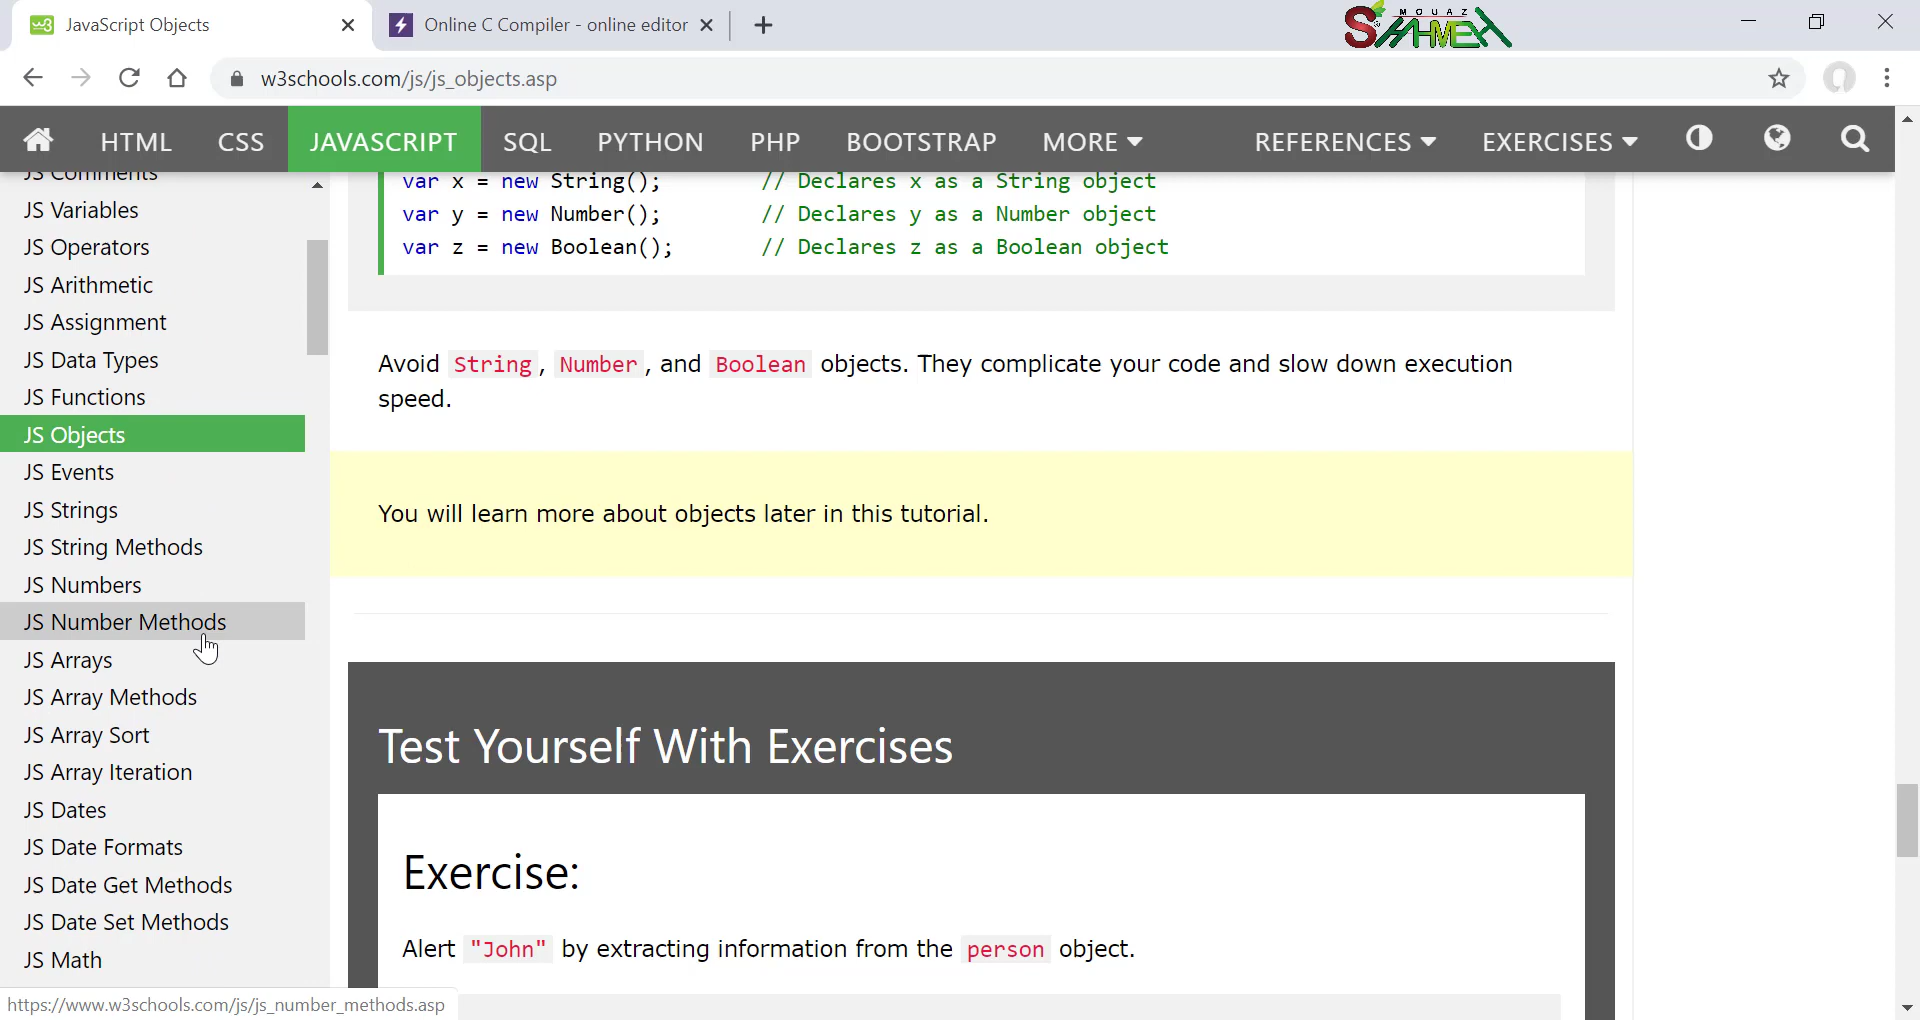 JavaScript Objects
Online C Compiler - online editor
MOUAZ
SHAHMEX
w3schools.com/js/js_objects.asp
HTML CSS JAVASCRIPT SQL PYTHON PHP BOOTSTRAP MORE REFERENCES EXERCISES
JS Comments
JS Variables
JS Operators
JS Arithmetic
JS Assignment
JS Data Types
JS Functions
JS Objects
JS Events
JS Strings
JS String Methods
JS Numbers
JS Number Methods
JS Arrays
JS Array Methods
JS Array Sort
JS Array Iteration
JS Dates
JS Date Formats
JS Date Get Methods
JS Date Set Methods
JS Math
https://www.w3schools.com/js/js_number_methods.asp
var x = new String(); // Declares x as a String object
var y = new Number(); // Declares y as a Number object
var z = new Boolean(); // Declares z as a Boolean object
Avoid String, Number, and Boolean objects. They complicate your code and slow down execution
speed.
You will learn more about objects later in this tutorial.
Test Yourself With Exercises
Exercise:
Alert "John" by extracting information from the person object.